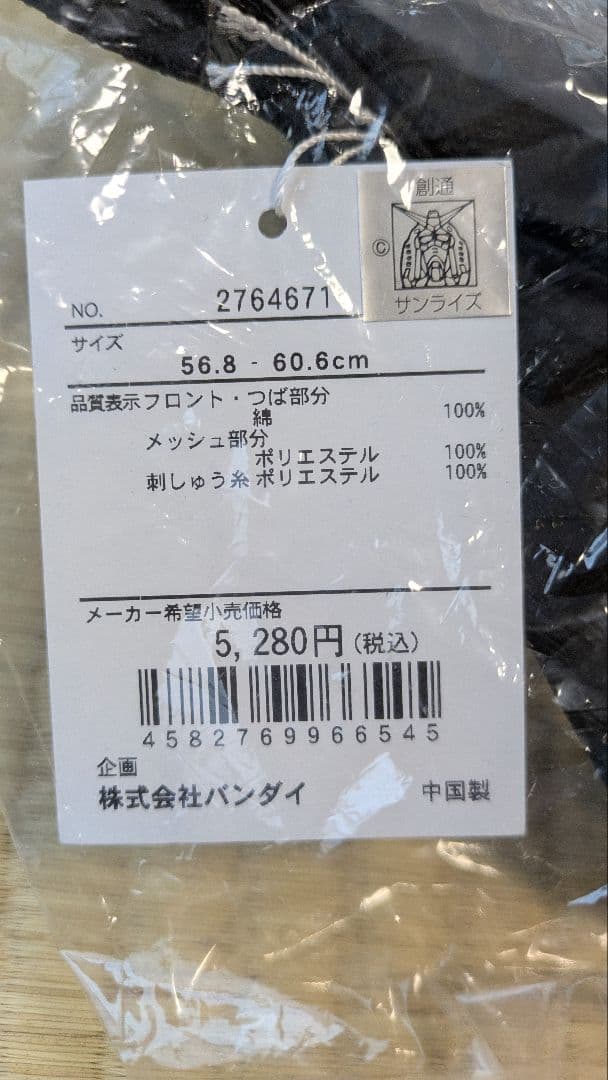 創通
©
サンライズ
NO. 2764671
サイズ
56.8 - 60.6cm
品質表示フロント・つば部分
綿 100%
メッシュ部分
ポリエステル 100%
刺しゅう糸 ポリエステル 100%
メーカー希望小売価格
5,280円(税込)
4582769966545
企画
株式会社バンダイ 中国製